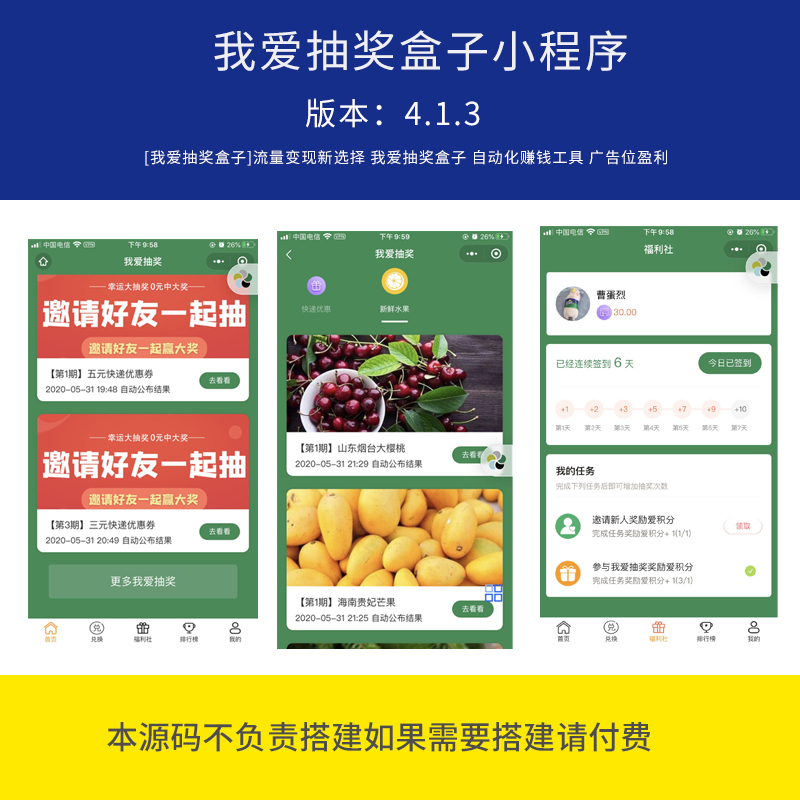 我爱抽奖盒子小程序
版本：4.1.3
[我爱抽奖盒子]流量变现新选择 我爱抽奖盒子 自动化赚钱工具 广告位盈利
中国电信 VPN 下午9:58 26%
我爱抽奖
幸运大抽奖0元中大奖
邀请好友一起抽
邀请好友一起赢大奖
【第1期】五元快递优惠券
2020-05-31 19:48 自动公布结果
去看看
幸运大抽奖0元中大奖
邀请好友一起抽
邀请好友一起赢大奖
【第3期】三元快递优惠券
2020-05-31 20:49 自动公布结果
去看看
更多我爱抽奖
首页 兑换 福利社 排行榜 我的
中国电信 VPN 下午9:59 26%
我爱抽奖
快递优惠 新鲜水果
【第1期】山东烟台大樱桃
2020-05-31 21:29 自动公布结果
去看
【第1期】海南贵妃芒果
2020-05-31 21:25 自动公布结果
去看看
中国电信 VPN 下午9:58 26%
福利社
曹蛋烈
30.00
已经连续签到 6 天
今日已签到
+1 +2 +3 +5 +7 +9 +10
第1天 第2天 第3天 第4天 第5天 第6天 第7天
我的任务
完成下列任务后即可增加抽奖次数
邀请新人奖励爱积分
完成任务奖励爱积分+ 1(1/1)
领取
参与我爱抽奖奖励爱积分
完成任务奖励爱积分+ 1(3/1)
首页 兑换 福利社 排行榜 我的
本源码不负责搭建如果需要搭建请付费